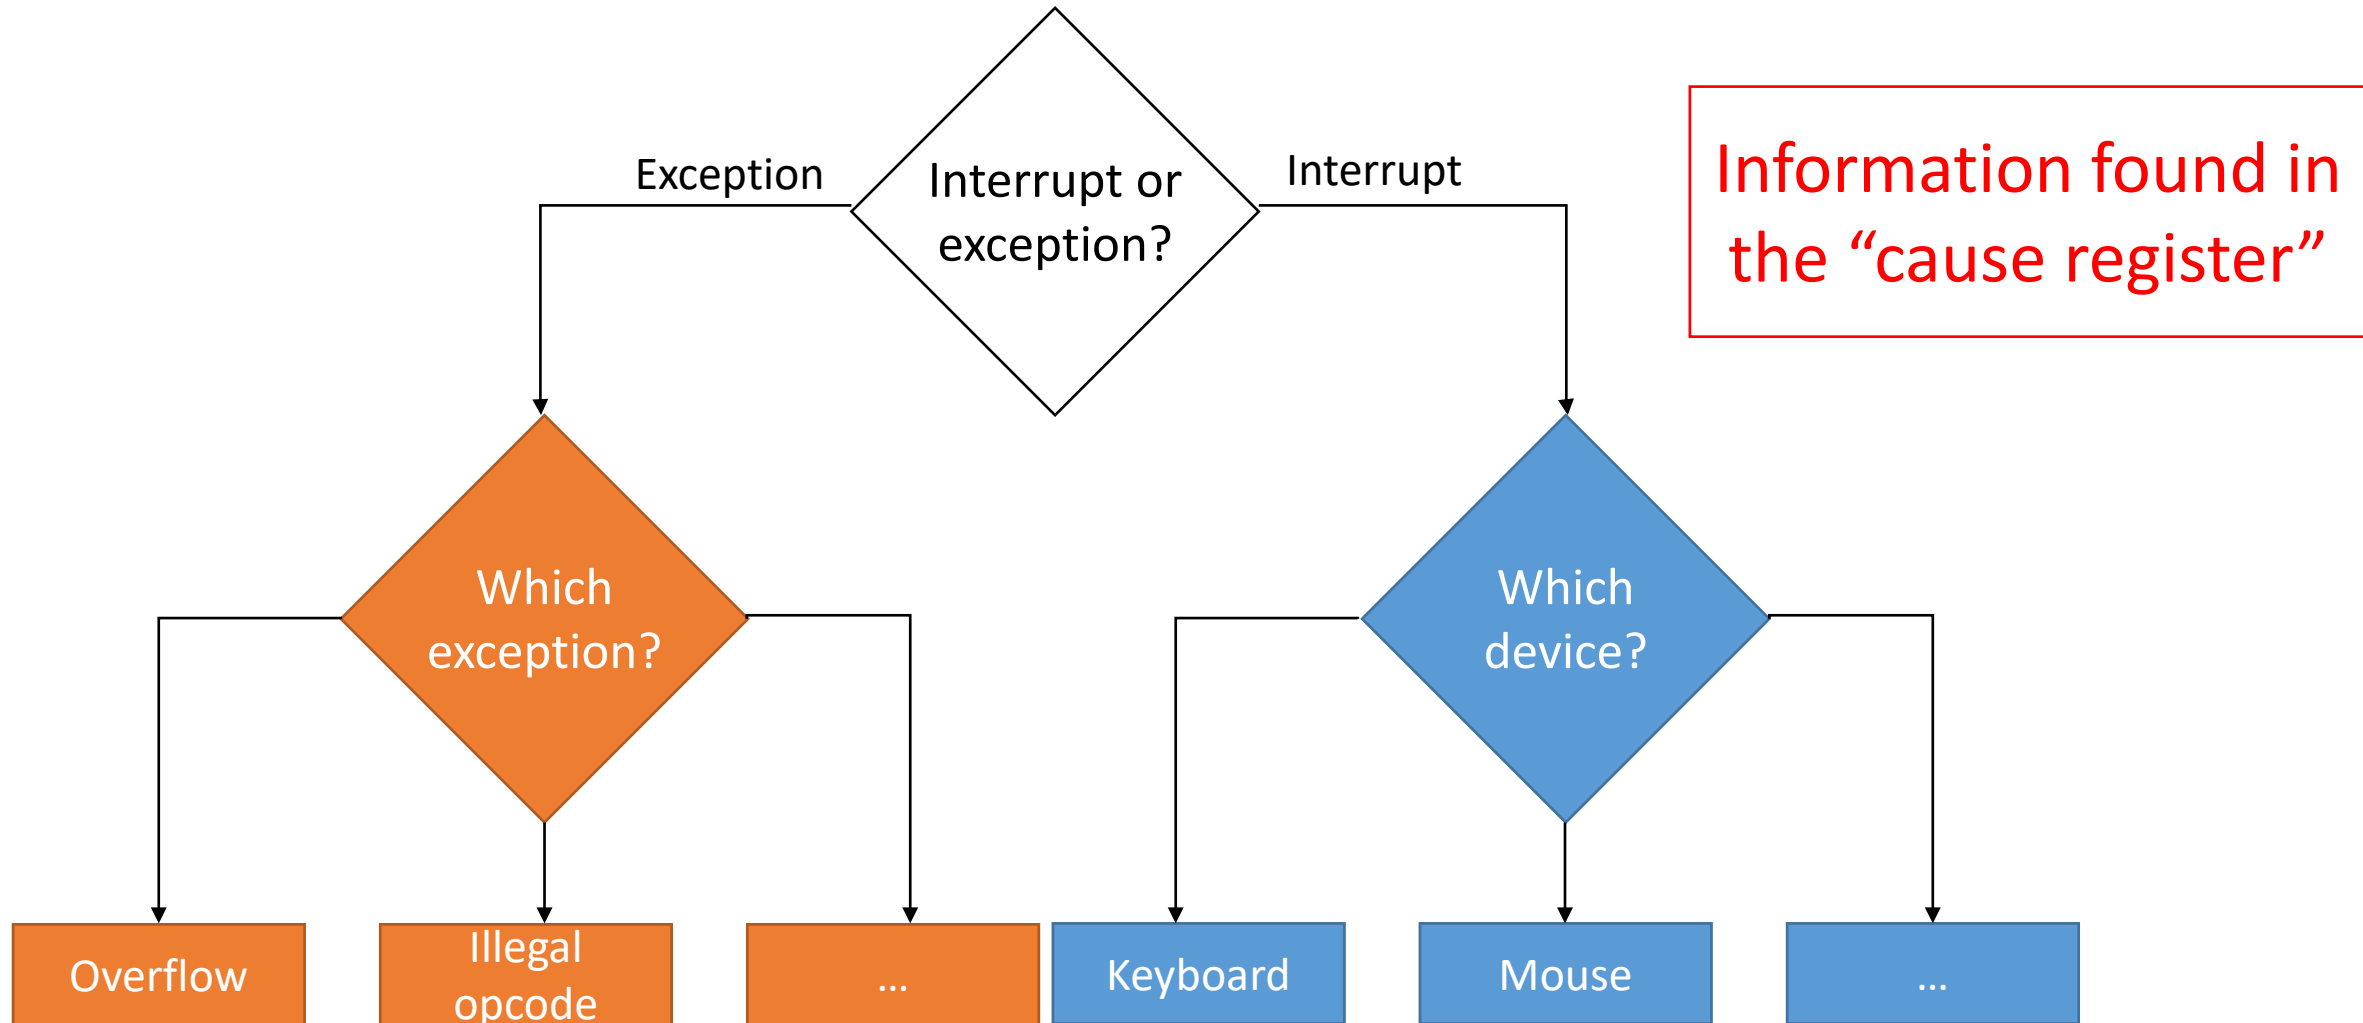 Exception
Interrupt or
exception?
Interrupt
Information found in
the “cause register”
Which
exception?
Which
device?
Overflow
Illegal
opcode
...
Keyboard
Mouse
...